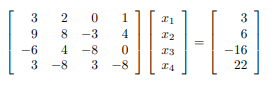 3 2 0 1
9 8 −3 4
−6 4 −8 0
3 −8 3 −8
x₁
x₂
x₃
x₄
=
3
6
−16
22